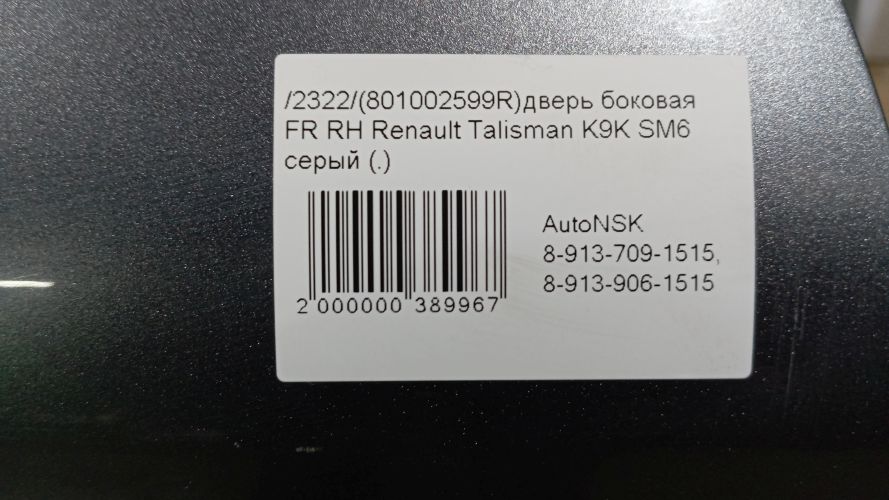 /2322/(801002599R)дверь боковая
FR RH Renault Talisman K9K SM6
серый (.)
AutoNSK
8-913-709-1515,
8-913-906-1515
2 000000 389967